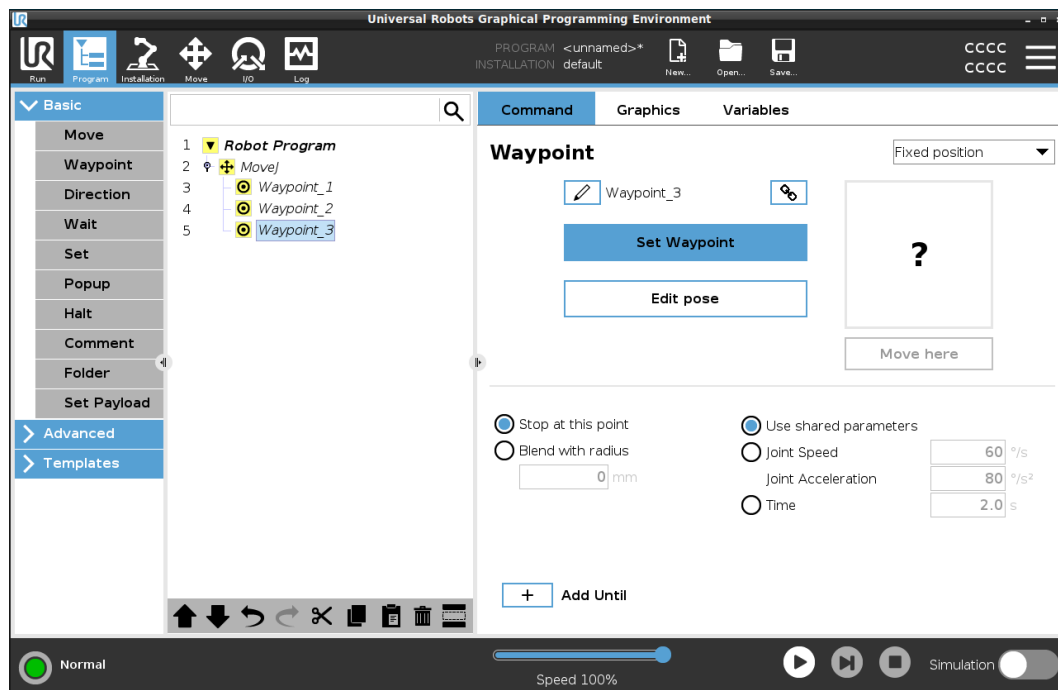 Universal Robots Graphical Programming Environment
UR
Run
Program
Installation
Move
I/O
Log
PROGRAM <unnamed>*
INSTALLATION default
New...
Open...
Save...
cccc
cccc
Basic
Move
Waypoint
Direction
Wait
Set
Popup
Halt
Comment
Folder
Set Payload
Advanced
Templates
1 Robot Program
2 MoveJ
3 Waypoint_1
4 Waypoint_2
5 Waypoint_3
Command Graphics Variables
Waypoint
Fixed position
Waypoint_3
Set Waypoint
Edit pose
?
Move here
Stop at this point
Blend with radius
0 mm
Use shared parameters
Joint Speed 60 °/s
Joint Acceleration 80 °/s²
Time 2.0 s
+ Add Until
Normal
Speed 100%
Simulation